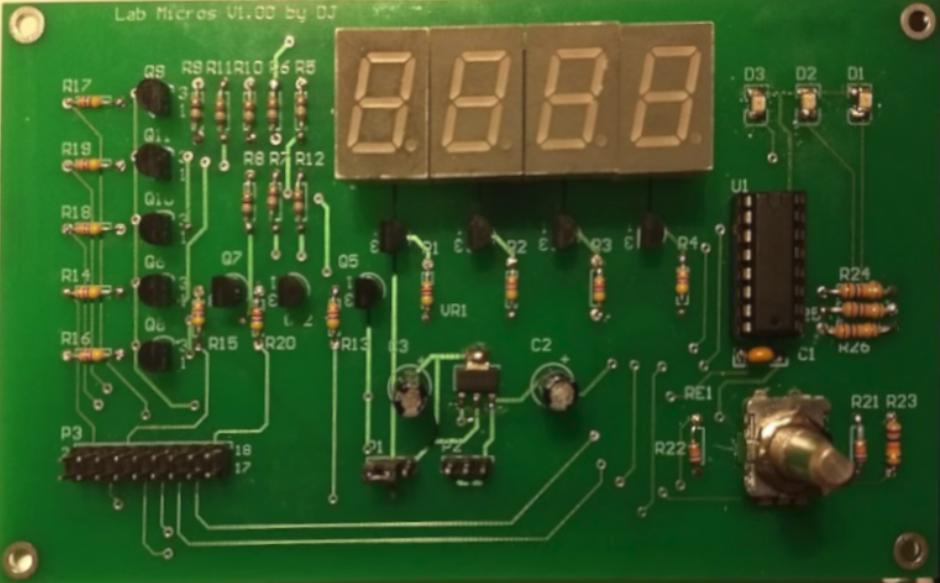 Lab Micros V1.00 by DJ
R17
Q9
R9 R11 R10 R6 R5
D3 D2 D1
R19
R8 R7 R12
U1
R18
R1 R2 R3 R4
R14
Q7
Q5
R24
VR1
R16
R15
R20
R13
C2
C1
R26
RE1
R21 R23
P3
18
17
P1
P2
R22